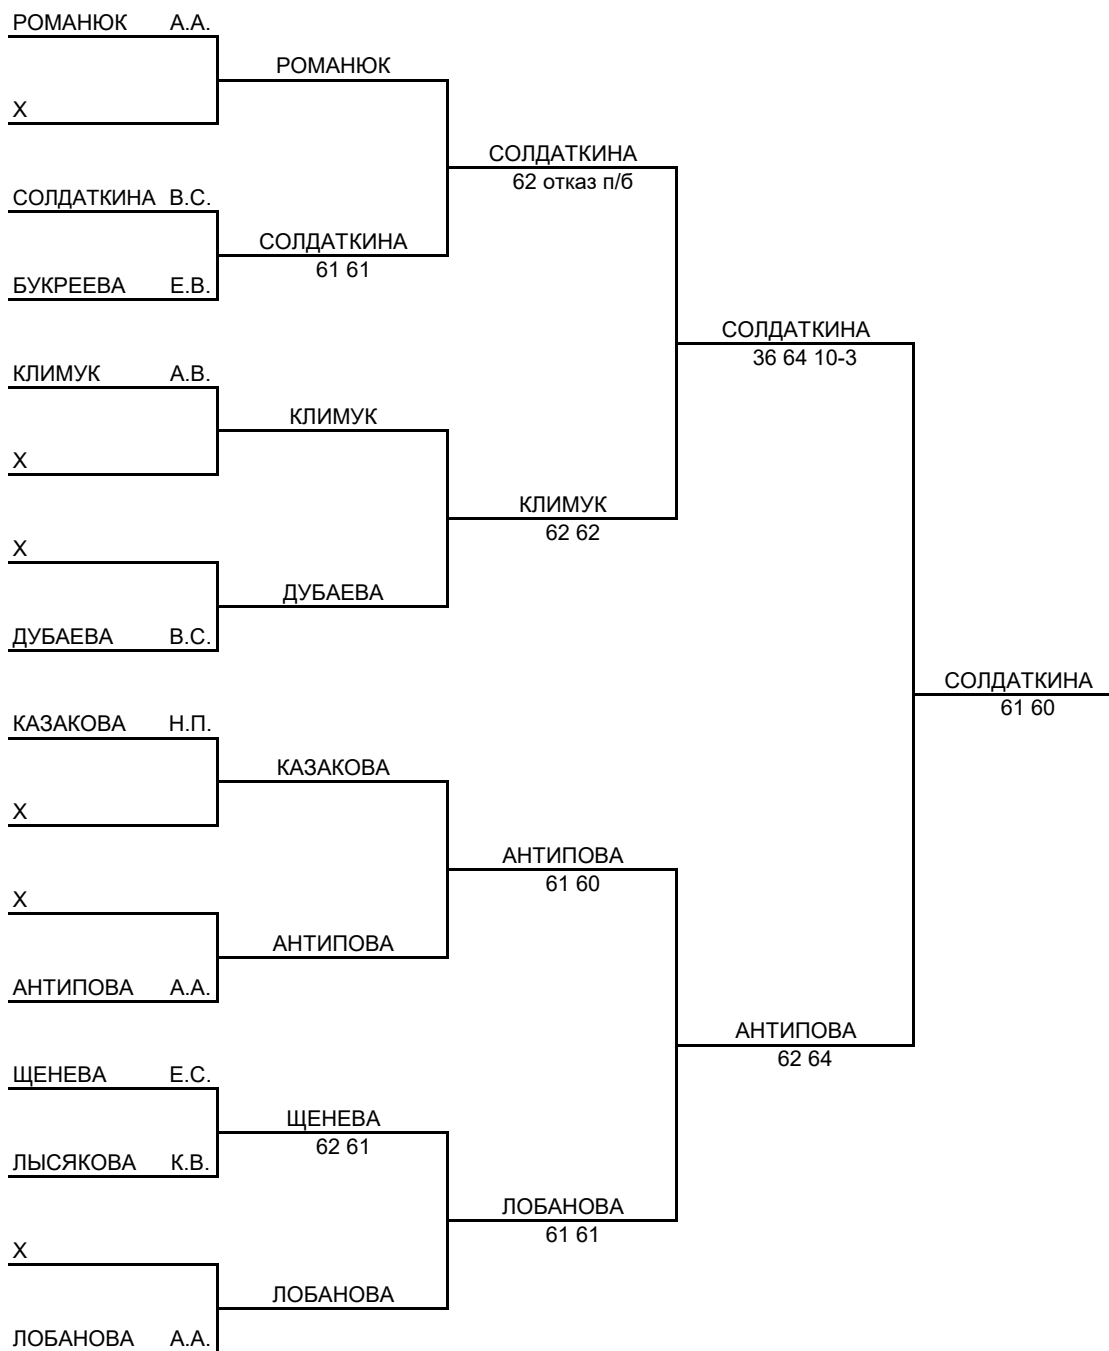 РОМАНЮК А.А.
РОМАНЮК
Х
СОЛДАТКИНА
62 отказ п/б
СОЛДАТКИНА В.С.
СОЛДАТКИНА
61 61
БУКРЕЕВА Е.В.
СОЛДАТКИНА
36 64 10-3
КЛИМУК А.В.
КЛИМУК
Х
КЛИМУК
62 62
Х
ДУБАЕВА
ДУБАЕВА В.С.
СОЛДАТКИНА
61 60
КАЗАКОВА Н.П.
КАЗАКОВА
Х
АНТИПОВА
61 60
Х
АНТИПОВА
АНТИПОВА А.А.
АНТИПОВА
62 64
ЩЕНЕВА Е.С.
ЩЕНЕВА
62 61
ЛЫСЯКОВА К.В.
ЛОБАНОВА
61 61
Х
ЛОБАНОВА
ЛОБАНОВА А.А.